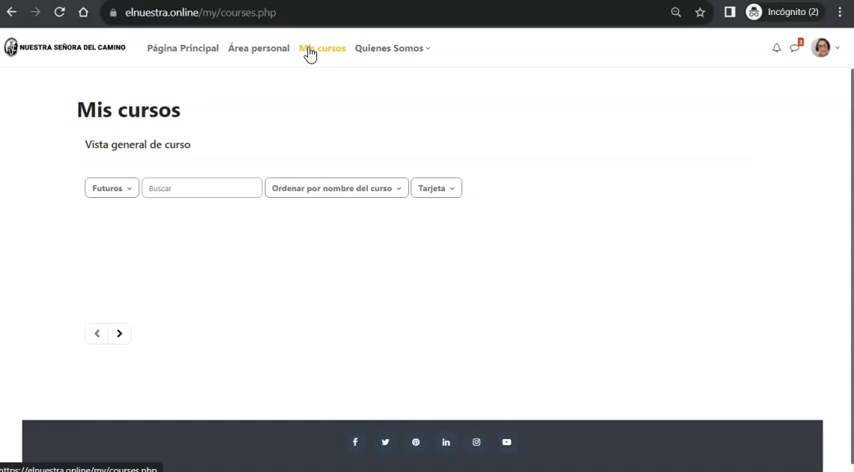 elnuestra.online/my/courses.php
Incógnito (2)
NUESTRA SEÑORA DEL CAMINO
Página Principal Área personal Mis cursos Quienes Somos
3
Mis cursos
Vista general de curso
Futuros Buscar Ordenar por nombre del curso Tarjeta
https://elnuestra.online/my/courses.php